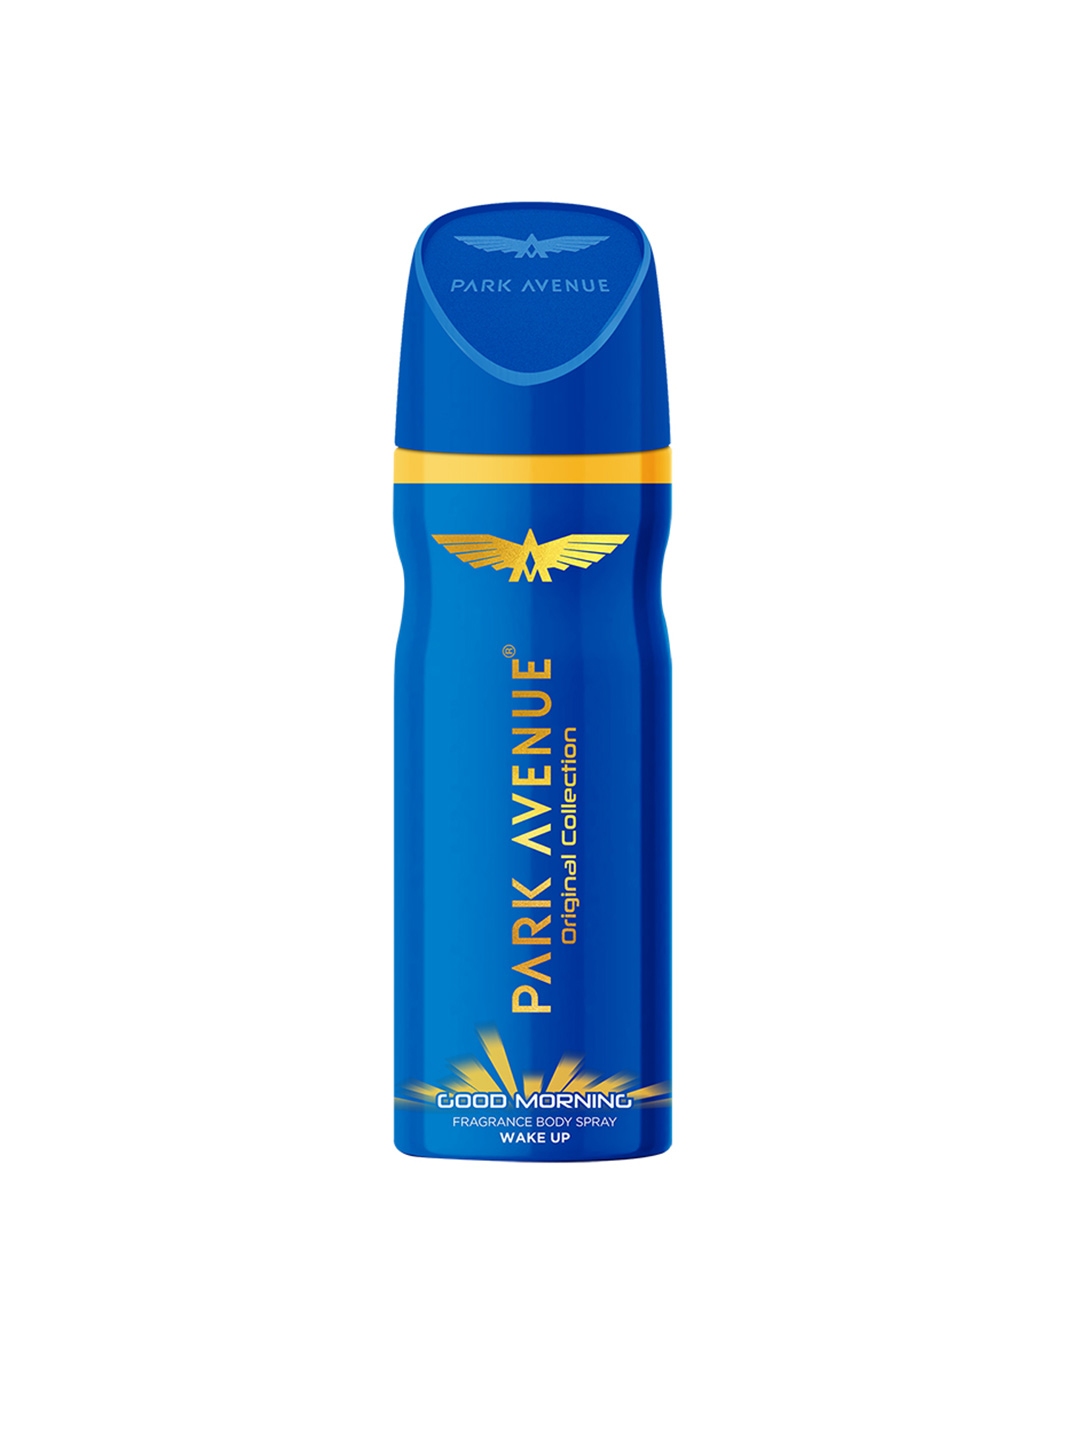 PARK AVENUE
PARK AVENUE®
Original Collection
GOOD MORNING
FRAGRANCE BODY SPRAY
WAKE UP